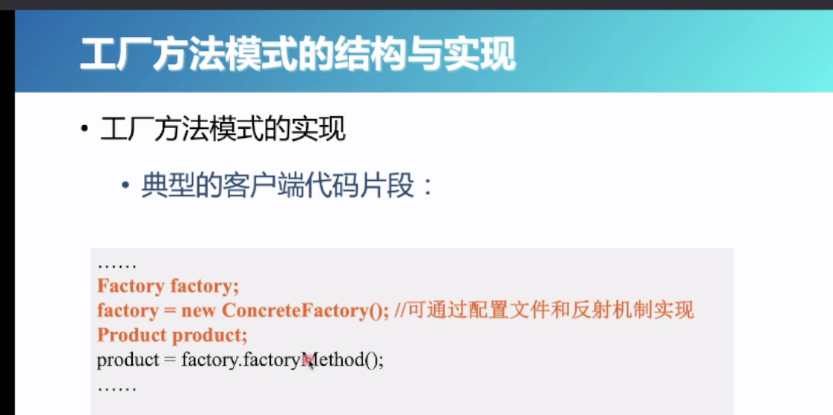 工厂方法模式的结构与实现
• 工厂方法模式的实现
• 典型的客户端代码片段：
……
Factory factory;
factory = new ConcreteFactory(); //可通过配置文件和反射机制实现
Product product;
product = factory.factoryMethod();
……